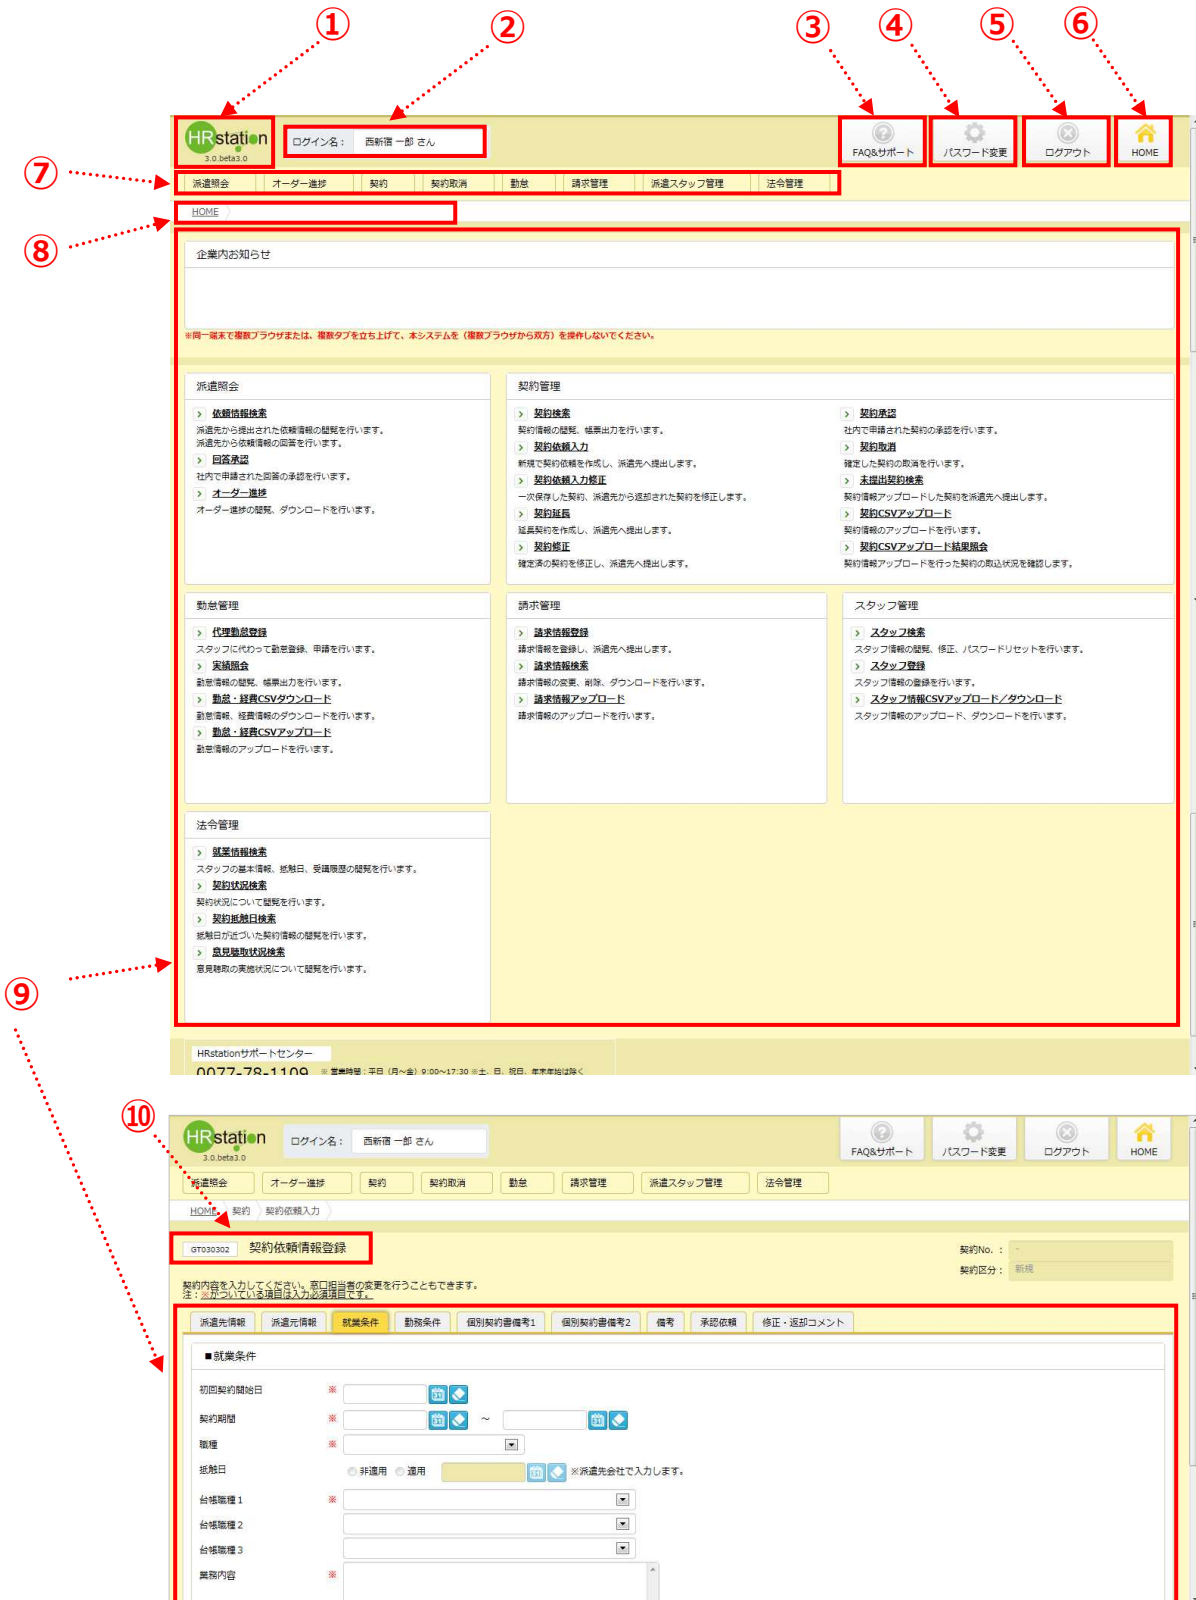 ① ② ③ ④ ⑤ ⑥
HRstation
3.0.beta3.0
ログイン名： 西新宿 一郎 さん
FAQ&サポート パスワード変更 ログアウト HOME
⑦
派遣照会 オーダー進捗 契約 契約取消 勤怠 請求管理 派遣スタッフ管理 法令管理
HOME
⑧
企業内お知らせ
※同一端末で複数ブラウザまたは、複数タブを立ち上げて、本システムを（複数ブラウザから双方）を操作しないでください。
派遣照会
依頼情報検索
派遣先から提出された依頼情報の閲覧を行います。
派遣先から依頼情報の回答を行います。
回答承認
社内で申請された回答の承認を行います。
オーダー進捗
オーダー進捗の閲覧、ダウンロードを行います。
契約管理
契約検索
契約情報の閲覧、帳票出力を行います。
契約依頼入力
新規で契約依頼を作成し、派遣先へ提出します。
契約依頼入力修正
一次保存した契約、派遣先から返却された契約を修正します。
契約延長
延長契約を作成し、派遣先へ提出します。
契約修正
確定済の契約を修正し、派遣先へ提出します。
契約承認
社内で申請された契約の承認を行います。
契約取消
確定した契約の取消を行います。
未提出契約検索
契約情報アップロードした契約を派遣先へ提出します。
契約CSVアップロード
契約情報のアップロードを行います。
契約CSVアップロード結果照会
契約情報アップロードを行った契約の取込状況を確認します。
勤怠管理
代理勤怠登録
スタッフに代わって勤怠登録、申請を行います。
実績照会
勤怠情報の閲覧、帳票出力を行います。
勤怠・経費CSVダウンロード
勤怠情報、経費情報のダウンロードを行います。
勤怠・経費CSVアップロード
勤怠情報のアップロードを行います。
請求管理
請求情報登録
請求情報を登録し、派遣先へ提出します。
請求情報検索
請求情報の変更、削除、ダウンロードを行います。
請求情報アップロード
請求情報のアップロードを行います。
スタッフ管理
スタッフ検索
スタッフ情報の閲覧、修正、パスワードリセットを行います。
スタッフ登録
スタッフ情報の登録を行います。
スタッフ情報CSVアップロード／ダウンロード
スタッフ情報のアップロード、ダウンロードを行います。
法令管理
就業情報検索
スタッフの基本情報、抵触日、受講履歴の閲覧を行います。
契約状況検索
契約状況について閲覧を行います。
契約抵触日検索
抵触日が近づいた契約情報の閲覧を行います。
意見聴取状況検索
意見聴取の実施状況について閲覧を行います。
⑨
HRstationサポートセンター
0077-78-1109 ※ 営業時間：平日（月〜金）9:00〜17:30 ※土、日、祝日、年末年始は除く
⑩
HRstation
3.0.beta3.0
ログイン名： 西新宿 一郎 さん
FAQ&サポート パスワード変更 ログアウト HOME
派遣照会 オーダー進捗 契約 契約取消 勤怠 請求管理 派遣スタッフ管理 法令管理
HOME 契約 契約依頼入力
GT030302 契約依頼情報登録
契約No.： -
契約区分： 新規
契約内容を入力してください。窓口担当者の変更を行うこともできます。
注：※がついている項目は入力必須項目です。
派遣先情報 派遣元情報 就業条件 勤務条件 個別契約書備考1 個別契約書備考2 備考 承認依頼 修正・返却コメント
■就業条件
初回契約開始日 ※
契約期間 ※ 〜
職種 ※
抵触日 非適用 適用 ※派遣先会社で入力します。
台帳職種１ ※
台帳職種２
台帳職種３
業務内容 ※